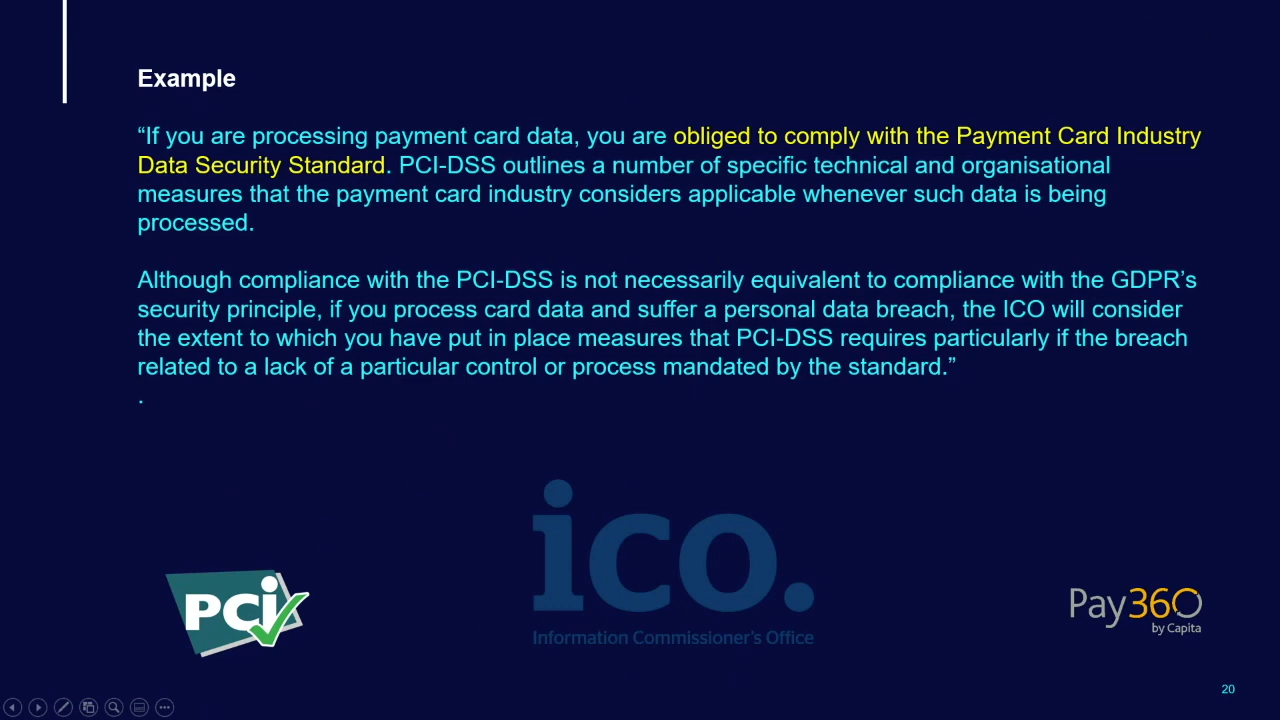 Example
“If you are processing payment card data, you are obliged to comply with the Payment Card Industry
Data Security Standard. PCI-DSS outlines a number of specific technical and organisational
measures that the payment card industry considers applicable whenever such data is being
processed.
Although compliance with the PCI-DSS is not necessarily equivalent to compliance with the GDPR’s
security principle, if you process card data and suffer a personal data breach, the ICO will consider
the extent to which you have put in place measures that PCI-DSS requires particularly if the breach
related to a lack of a particular control or process mandated by the standard.”
.
ico.
Information Commissioner's Office
PCi
Pay360
by Capita
20